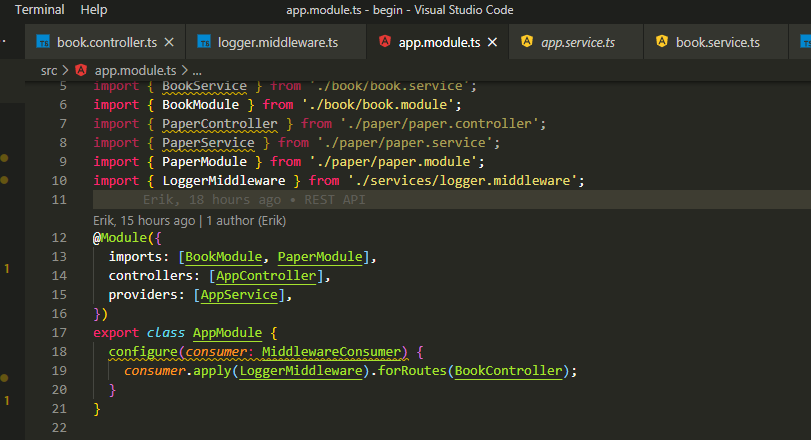 Terminal Help
app.module.ts - begin - Visual Studio Code
book.controller.ts logger.middleware.ts app.module.ts app.service.ts book.service.ts
src > app.module.ts > ...
5 import { BookService } from './book/book.service';
6 import { BookModule } from './book/book.module';
7 import { PaperController } from './paper/paper.controller';
8 import { PaperService } from './paper/paper.service';
9 import { PaperModule } from './paper/paper.module';
10 import { LoggerMiddleware } from './services/logger.middleware';
11 Erik, 18 hours ago • REST API
Erik, 15 hours ago | 1 author (Erik)
12 @Module({
13 imports: [BookModule, PaperModule],
14 controllers: [AppController],
15 providers: [AppService],
16 })
17 export class AppModule {
18 configure(consumer: MiddlewareConsumer) {
19 consumer.apply(LoggerMiddleware).forRoutes(BookController);
20 }
21 }
22
1
1